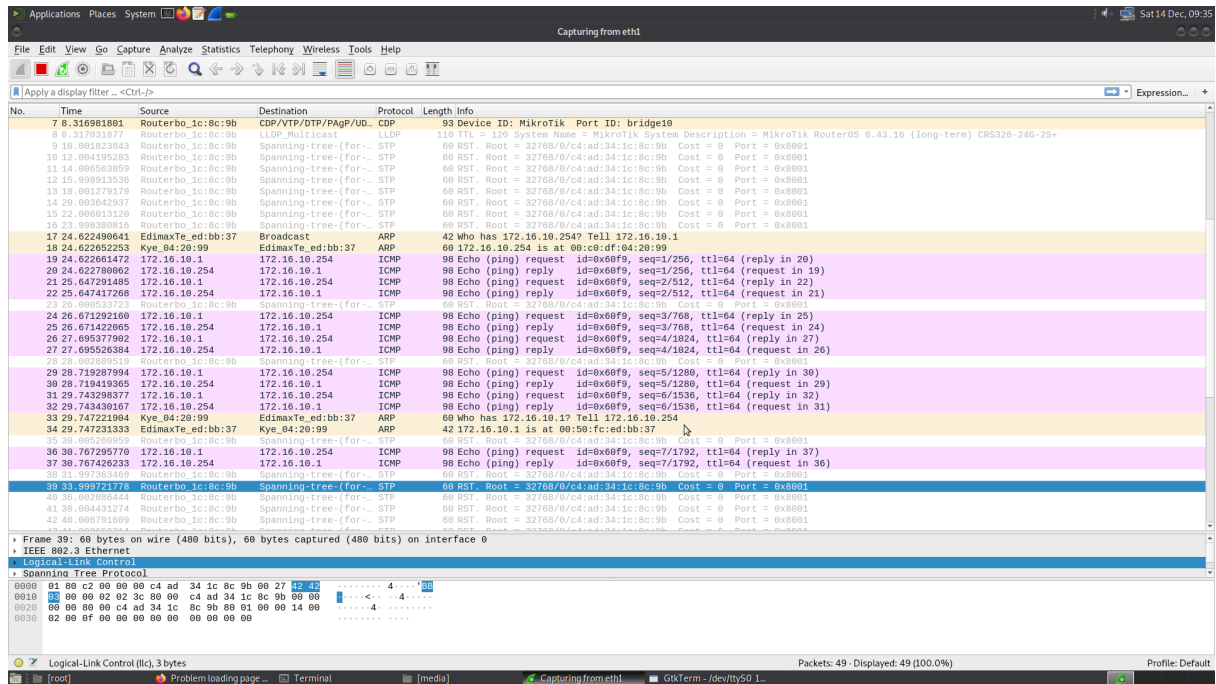 Applications Places System Sat 14 Dec, 09:35
Capturing from eth1
File Edit View Go Capture Analyze Statistics Telephony Wireless Tools Help
Apply a display filter ... <Ctrl-/> Expression... +
No. Time Source Destination Protocol Length Info
7 8.316981801 Routerbo_1c:8c:9b CDP/VTP/DTP/PAgP/UD… CDP 93 Device ID: MikroTik Port ID: bridge10
8 8.317031877 Routerbo_1c:8c:9b LLDP_Multicast LLDP 110 TTL = 120 System Name = MikroTik System Description = MikroTik RouterOS 6.43.16 (long-term) CRS326-24G-2S+
9 10.001823843 Routerbo_1c:8c:9b Spanning-tree-(for-… STP 60 RST. Root = 32768/0/c4:ad:34:1c:8c:9b Cost = 0 Port = 0x8001
10 12.004195283 Routerbo_1c:8c:9b Spanning-tree-(for-… STP 60 RST. Root = 32768/0/c4:ad:34:1c:8c:9b Cost = 0 Port = 0x8001
11 14.006563859 Routerbo_1c:8c:9b Spanning-tree-(for-… STP 60 RST. Root = 32768/0/c4:ad:34:1c:8c:9b Cost = 0 Port = 0x8001
12 15.998913536 Routerbo_1c:8c:9b Spanning-tree-(for-… STP 60 RST. Root = 32768/0/c4:ad:34:1c:8c:9b Cost = 0 Port = 0x8001
13 18.001279179 Routerbo_1c:8c:9b Spanning-tree-(for-… STP 60 RST. Root = 32768/0/c4:ad:34:1c:8c:9b Cost = 0 Port = 0x8001
14 20.003642937 Routerbo_1c:8c:9b Spanning-tree-(for-… STP 60 RST. Root = 32768/0/c4:ad:34:1c:8c:9b Cost = 0 Port = 0x8001
15 22.006013120 Routerbo_1c:8c:9b Spanning-tree-(for-… STP 60 RST. Root = 32768/0/c4:ad:34:1c:8c:9b Cost = 0 Port = 0x8001
16 23.998380816 Routerbo_1c:8c:9b Spanning-tree-(for-… STP 60 RST. Root = 32768/0/c4:ad:34:1c:8c:9b Cost = 0 Port = 0x8001
17 24.622490641 EdimaxTe_ed:bb:37 Broadcast ARP 42 Who has 172.16.10.254? Tell 172.16.10.1
18 24.622652253 Kye_04:20:99 EdimaxTe_ed:bb:37 ARP 60 172.16.10.254 is at 00:c0:df:04:20:99
19 24.622661472 172.16.10.1 172.16.10.254 ICMP 98 Echo (ping) request id=0x60f9, seq=1/256, ttl=64 (reply in 20)
20 24.622780062 172.16.10.254 172.16.10.1 ICMP 98 Echo (ping) reply id=0x60f9, seq=1/256, ttl=64 (request in 19)
21 25.647291485 172.16.10.1 172.16.10.254 ICMP 98 Echo (ping) request id=0x60f9, seq=2/512, ttl=64 (reply in 22)
22 25.647417268 172.16.10.254 172.16.10.1 ICMP 98 Echo (ping) reply id=0x60f9, seq=2/512, ttl=64 (request in 21)
23 26.000533723 Routerbo_1c:8c:9b Spanning-tree-(for-… STP 60 RST. Root = 32768/0/c4:ad:34:1c:8c:9b Cost = 0 Port = 0x8001
24 26.671292160 172.16.10.1 172.16.10.254 ICMP 98 Echo (ping) request id=0x60f9, seq=3/768, ttl=64 (reply in 25)
25 26.671422065 172.16.10.254 172.16.10.1 ICMP 98 Echo (ping) reply id=0x60f9, seq=3/768, ttl=64 (request in 24)
26 27.695377902 172.16.10.1 172.16.10.254 ICMP 98 Echo (ping) request id=0x60f9, seq=4/1024, ttl=64 (reply in 27)
27 27.695526384 172.16.10.254 172.16.10.1 ICMP 98 Echo (ping) reply id=0x60f9, seq=4/1024, ttl=64 (request in 26)
28 28.002889519 Routerbo_1c:8c:9b Spanning-tree-(for-… STP 60 RST. Root = 32768/0/c4:ad:34:1c:8c:9b Cost = 0 Port = 0x8001
29 28.719287994 172.16.10.1 172.16.10.254 ICMP 98 Echo (ping) request id=0x60f9, seq=5/1280, ttl=64 (reply in 30)
30 28.719419365 172.16.10.254 172.16.10.1 ICMP 98 Echo (ping) reply id=0x60f9, seq=5/1280, ttl=64 (request in 29)
31 29.743298377 172.16.10.1 172.16.10.254 ICMP 98 Echo (ping) request id=0x60f9, seq=6/1536, ttl=64 (reply in 32)
32 29.743430167 172.16.10.254 172.16.10.1 ICMP 98 Echo (ping) reply id=0x60f9, seq=6/1536, ttl=64 (request in 31)
33 29.747221904 Kye_04:20:99 EdimaxTe_ed:bb:37 ARP 60 Who has 172.16.10.1? Tell 172.16.10.254
34 29.747231333 EdimaxTe_ed:bb:37 Kye_04:20:99 ARP 42 172.16.10.1 is at 00:50:fc:ed:bb:37
35 30.005260959 Routerbo_1c:8c:9b Spanning-tree-(for-… STP 60 RST. Root = 32768/0/c4:ad:34:1c:8c:9b Cost = 0 Port = 0x8001
36 30.767295770 172.16.10.1 172.16.10.254 ICMP 98 Echo (ping) request id=0x60f9, seq=7/1792, ttl=64 (reply in 37)
37 30.767426233 172.16.10.254 172.16.10.1 ICMP 98 Echo (ping) reply id=0x60f9, seq=7/1792, ttl=64 (request in 36)
38 31.997363469 Routerbo_1c:8c:9b Spanning-tree-(for-… STP 60 RST. Root = 32768/0/c4:ad:34:1c:8c:9b Cost = 0 Port = 0x8001
39 33.999721778 Routerbo_1c:8c:9b Spanning-tree-(for-… STP 60 RST. Root = 32768/0/c4:ad:34:1c:8c:9b Cost = 0 Port = 0x8001
40 36.002086444 Routerbo_1c:8c:9b Spanning-tree-(for-… STP 60 RST. Root = 32768/0/c4:ad:34:1c:8c:9b Cost = 0 Port = 0x8001
41 38.004431274 Routerbo_1c:8c:9b Spanning-tree-(for-… STP 60 RST. Root = 32768/0/c4:ad:34:1c:8c:9b Cost = 0 Port = 0x8001
42 40.006791609 Routerbo_1c:8c:9b Spanning-tree-(for-… STP 60 RST. Root = 32768/0/c4:ad:34:1c:8c:9b Cost = 0 Port = 0x8001
Frame 39: 60 bytes on wire (480 bits), 60 bytes captured (480 bits) on interface 0
IEEE 802.3 Ethernet
Logical-Link Control
Spanning Tree Protocol
0000 01 80 c2 00 00 00 c4 ad 34 1c 8c 9b 00 27 42 42 ········ 4····'BB
0010 03 00 00 02 02 3c 80 00 c4 ad 34 1c 8c 9b 00 00 ·····<·· ··4·····
0020 00 00 80 00 c4 ad 34 1c 8c 9b 80 01 00 00 14 00 ······4· ········
0030 02 00 0f 00 00 00 00 00 00 00 00 00 ········ ····
Logical-Link Control (llc), 3 bytes Packets: 49 · Displayed: 49 (100.0%) Profile: Default
[root] Problem loading page … Terminal [media] Capturing from eth1 GtkTerm - /dev/ttyS0 1…